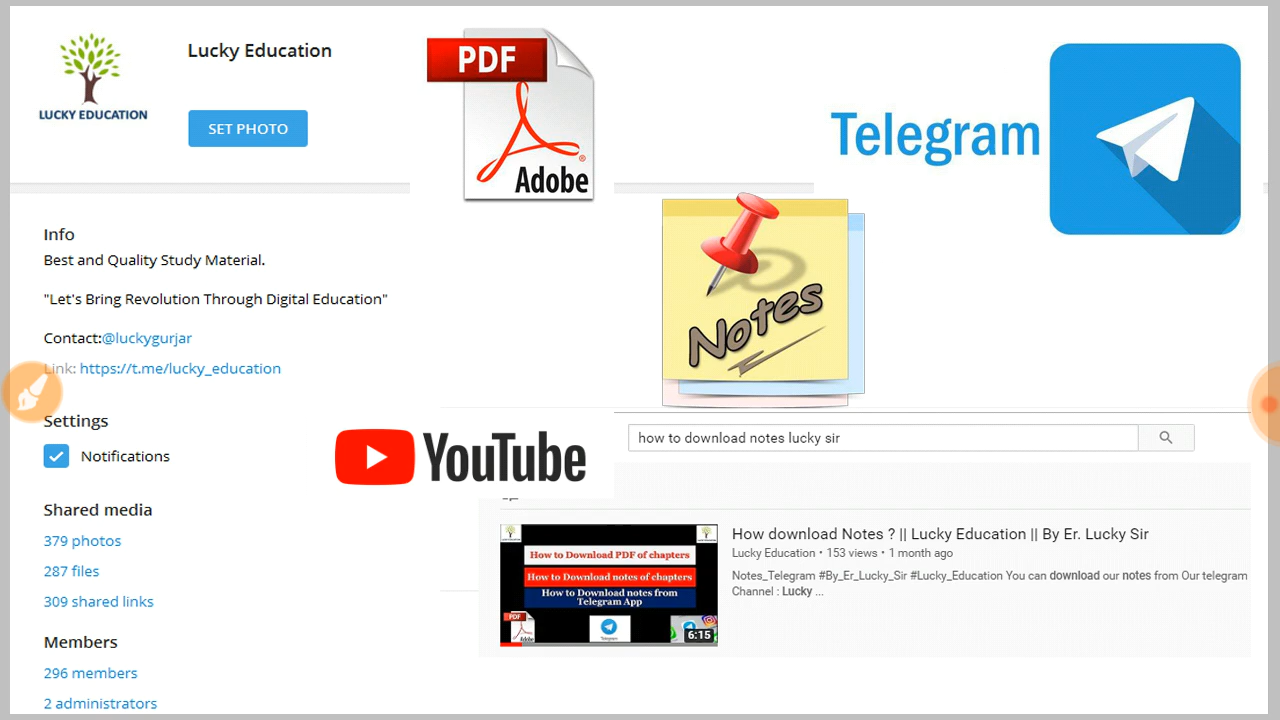 Lucky Education
LUCKY EDUCATION
SET PHOTO
PDF
Adobe
Telegram
Info
Best and Quality Study Material.
"Let's Bring Revolution Through Digital Education"
Contact:@luckygurjar
Link: https://t.me/lucky_education
Notes
Settings
Notifications
YouTube
how to download notes lucky sir
Shared media
379 photos
287 files
309 shared links
Members
296 members
2 administrators
How to Download PDF of chapters
How to Download notes of chapters
How to Download notes from
Telegram App
PDF
Adobe
Telegram
6:15
How download Notes ? || Lucky Education || By Er. Lucky Sir
Lucky Education • 153 views • 1 month ago
Notes_Telegram #By_Er_Lucky_Sir #Lucky_Education You can download our notes from Our telegram
Channel : Lucky ...